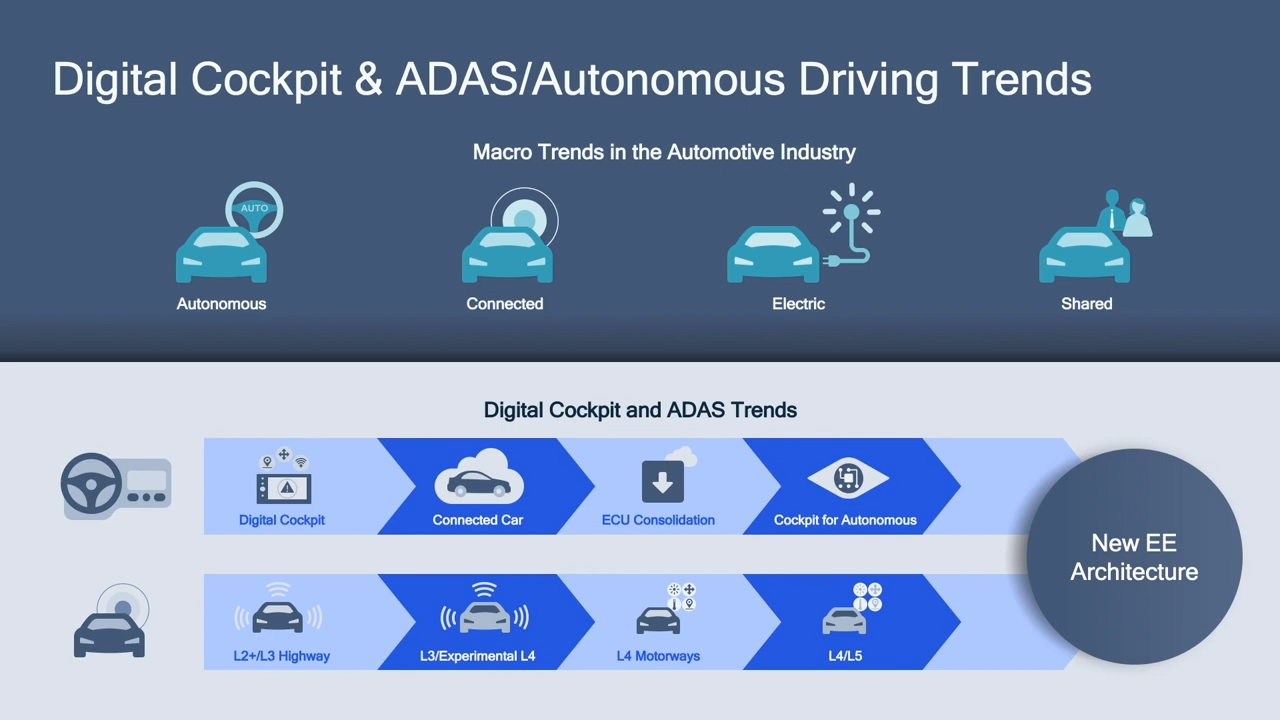 Digital Cockpit & ADAS/Autonomous Driving Trends
Macro Trends in the Automotive Industry
AUTO
Autonomous
Connected
Electric
Shared
Digital Cockpit and ADAS Trends
Digital Cockpit
Connected Car
ECU Consolidation
Cockpit for Autonomous
New EE
Architecture
L2+/L3 Highway
L3/Experimental L4
L4 Motorways
L4/L5